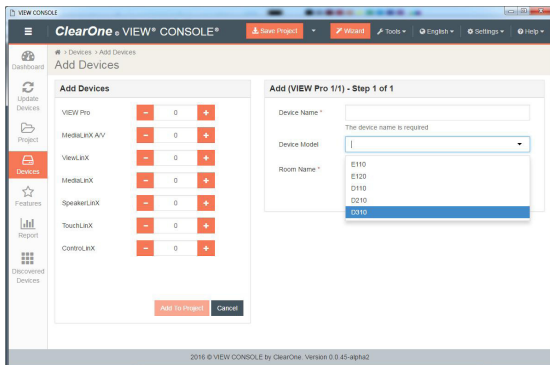 VIEW CONSOLE
ClearOne® VIEW® CONSOLE®
Save Project
Wizard
Tools
English
Settings
Help
Dashboard
Update Devices
Project
Devices
Features
Report
Discovered Devices
> Devices > Add Devices
Add Devices
Add Devices
VIEW Pro - 0 +
MediaLinX A/V - 0 +
ViewLinX - 0 +
MediaLinX - 0 +
SpeakerLinX - 0 +
TouchLinX - 0 +
ControLinX - 0 +
Add To Project
Cancel
Add (VIEW Pro 1/1) - Step 1 of 1
Device Name *
The device name is required
Device Model
Room Name *
E110
E120
D110
D210
D310
2016 © VIEW CONSOLE by ClearOne. Version 0.0.45-alpha2